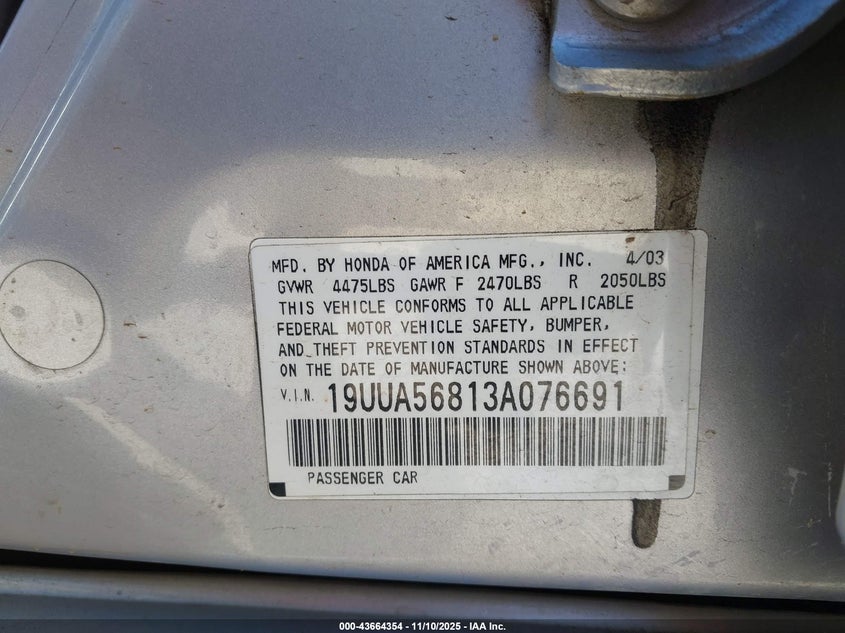 MFD. BY HONDA OF AMERICA MFG., INC. 4/03
GVWR 4475LBS GAWR F 2470LBS R 2050LBS
THIS VEHICLE CONFORMS TO ALL APPLICABLE
FEDERAL MOTOR VEHICLE SAFETY, BUMPER,
AND THEFT PREVENTION STANDARDS IN EFFECT
ON THE DATE OF MANUFACTURE SHOWN ABOVE:
V.I.N. 19UUA56813A076691
PASSENGER CAR
000-43664354 — 11/10/2025 — IAA Inc.